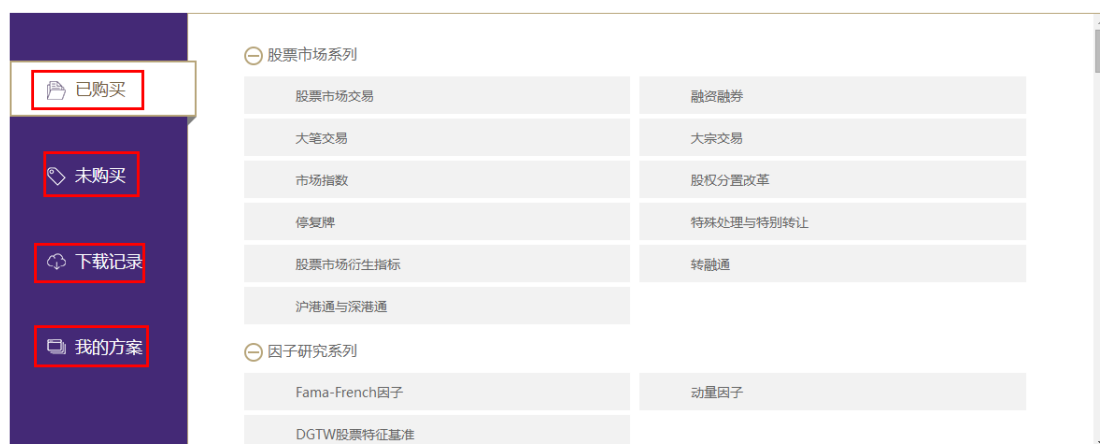 已购买
未购买
下载记录
我的方案
股票市场系列
股票市场交易
融资融券
大笔交易
大宗交易
市场指数
股权分置改革
停复牌
特殊处理与特别转让
股票市场衍生指标
转融通
沪港通与深港通
因子研究系列
Fama-French因子
动量因子
DGTW股票特征基准